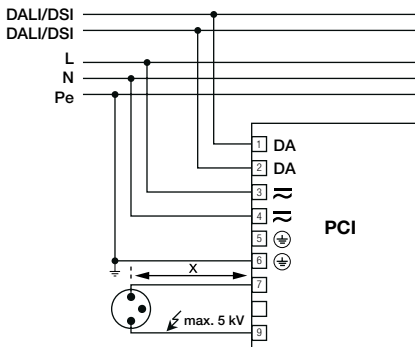 DALI/DSI
DALI/DSI
L
N
Pe
1 DA
2 DA
3
4
PCI
5
6
X
7
max. 5 kV
9